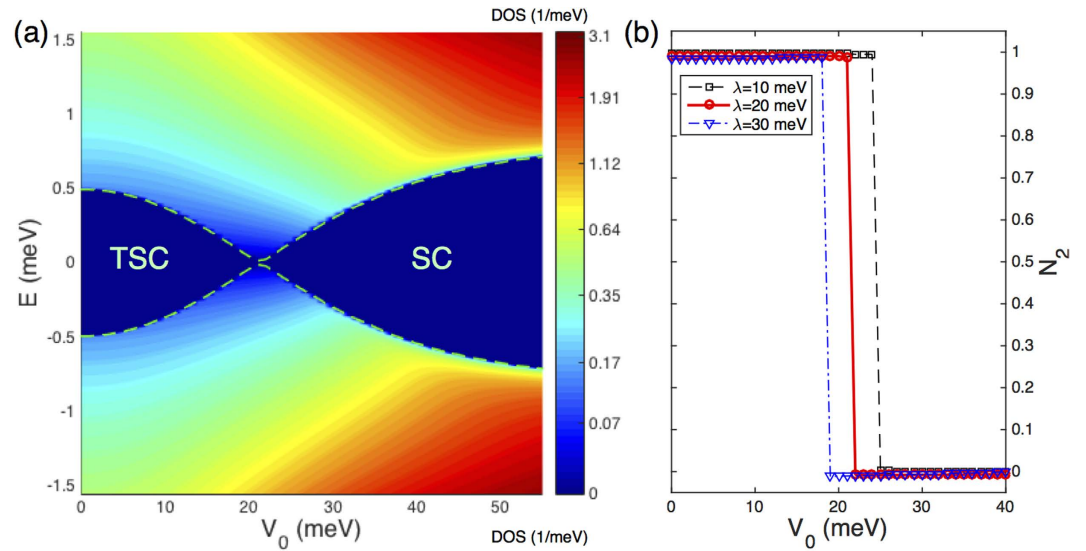 (a)
DOS (1/meV)
1.5
1
0.5
0
-0.5
-1
-1.5
E (meV)
TSC
SC
0
10
20
30
40
50
V0 (meV)
3.1
1.91
1.12
0.64
0.35
0.17
0.07
0
DOS (1/meV)
(b)
λ=10 meV
λ=20 meV
λ=30 meV
1
0.9
0.8
0.7
0.6
0.5
0.4
0.3
0.2
0.1
0
N2
0
10
20
30
40
V0 (meV)